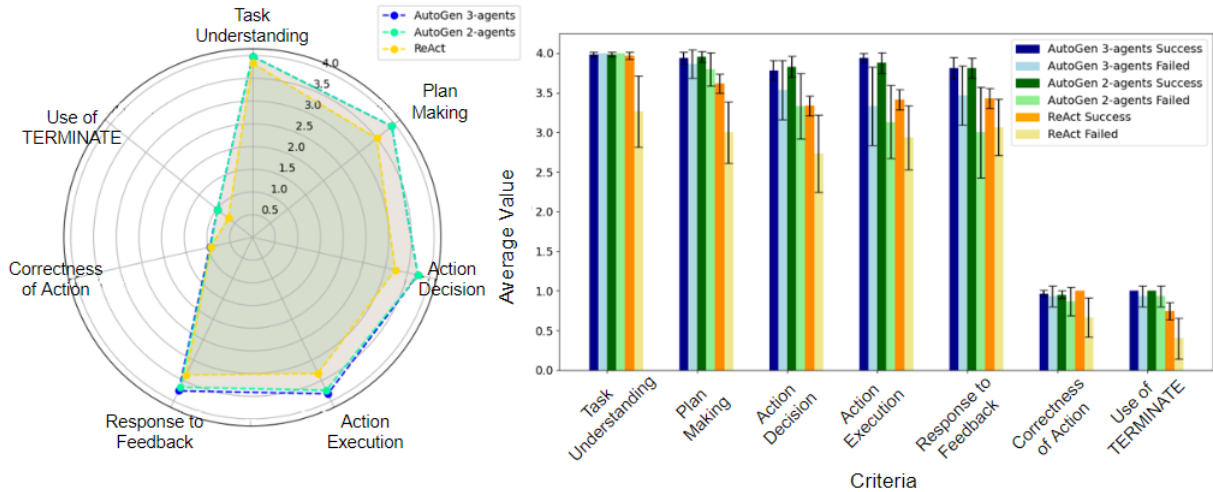 Task
Understanding
AutoGen 3-agents
AutoGen 2-agents
ReAct
Plan
Making
Use of
TERMINATE
4.0
3.5
3.0
2.5
2.0
1.5
1.0
0.5
Correctness
of Action
Action
Decision
Response to
Feedback
Action
Execution
Average Value
4.0
3.5
3.0
2.5
2.0
1.5
1.0
0.5
0.0
AutoGen 3-agents Success
AutoGen 3-agents Failed
AutoGen 2-agents Success
AutoGen 2-agents Failed
ReAct Success
ReAct Failed
Task
Understanding
Plan
Making
Action
Decision
Action
Execution
Response to
Feedback
Correctness
of Action
Use of
TERMINATE
Criteria